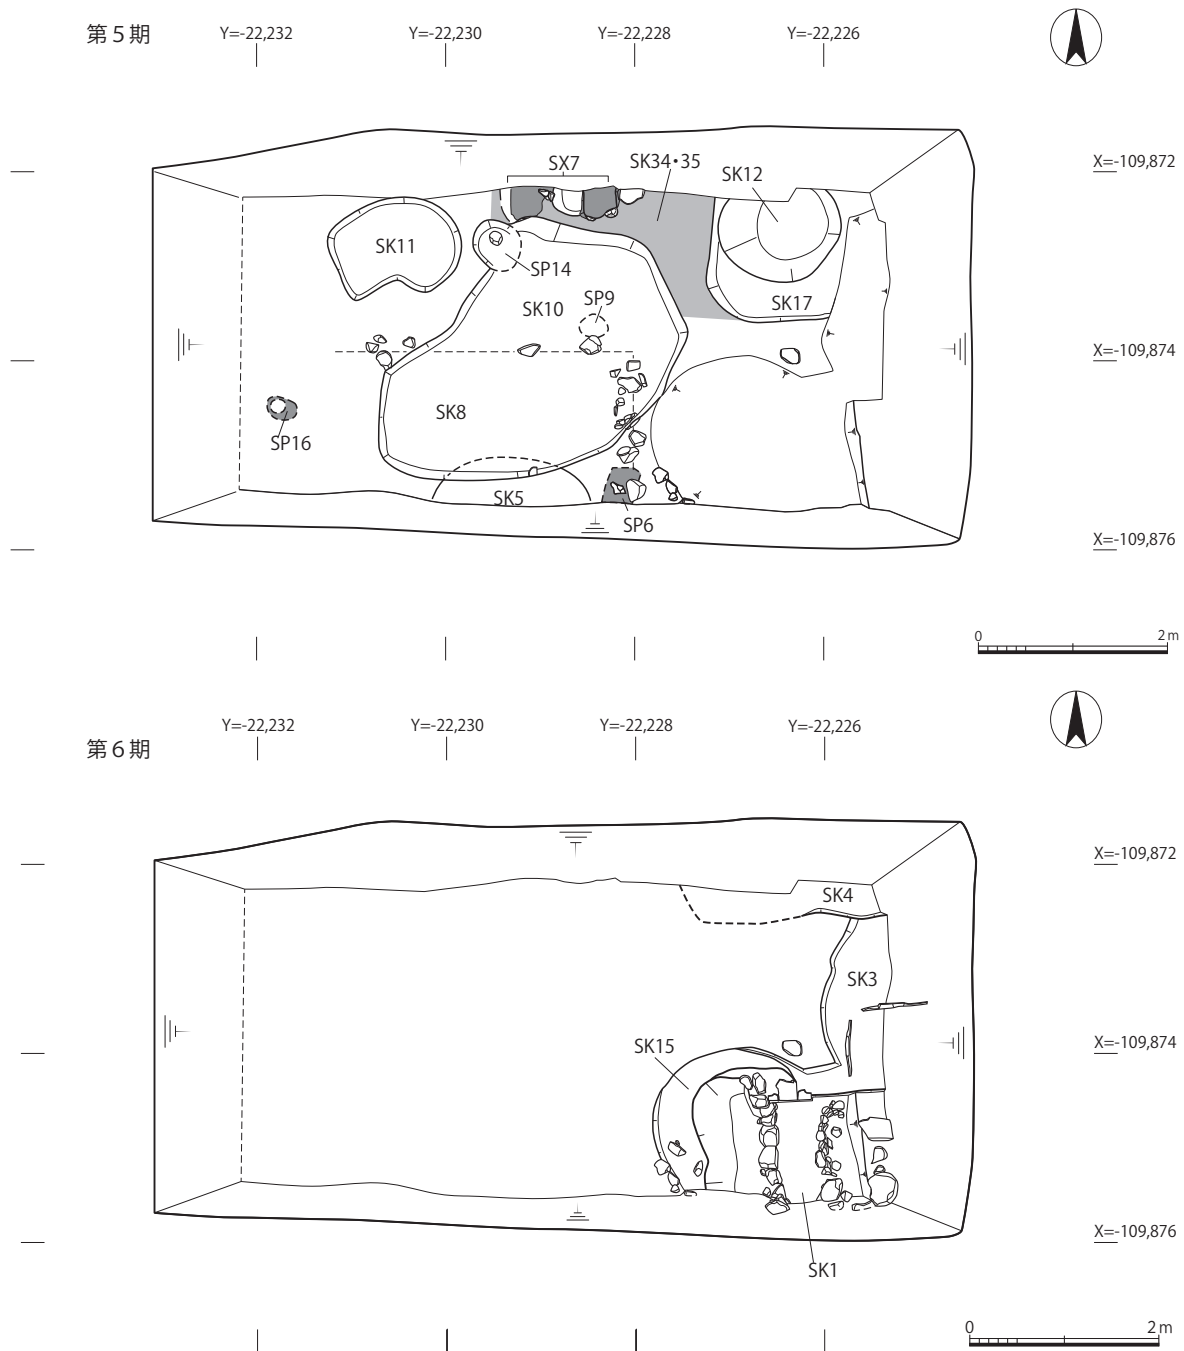 第5期
Y=-22,232 Y=-22,230 Y=-22,228 Y=-22,226
X=-109,872
SX7 SK34・35 SK12
SK11
SP14
SK10 SP9
SK17
X=-109,874
SK8
SP16
SK5
SP6
X=-109,876
0 2m
Y=-22,232 Y=-22,230 Y=-22,228 Y=-22,226
第6期
X=-109,872
SK4
SK3
SK15
X=-109,874
X=-109,876
SK1
0 2m